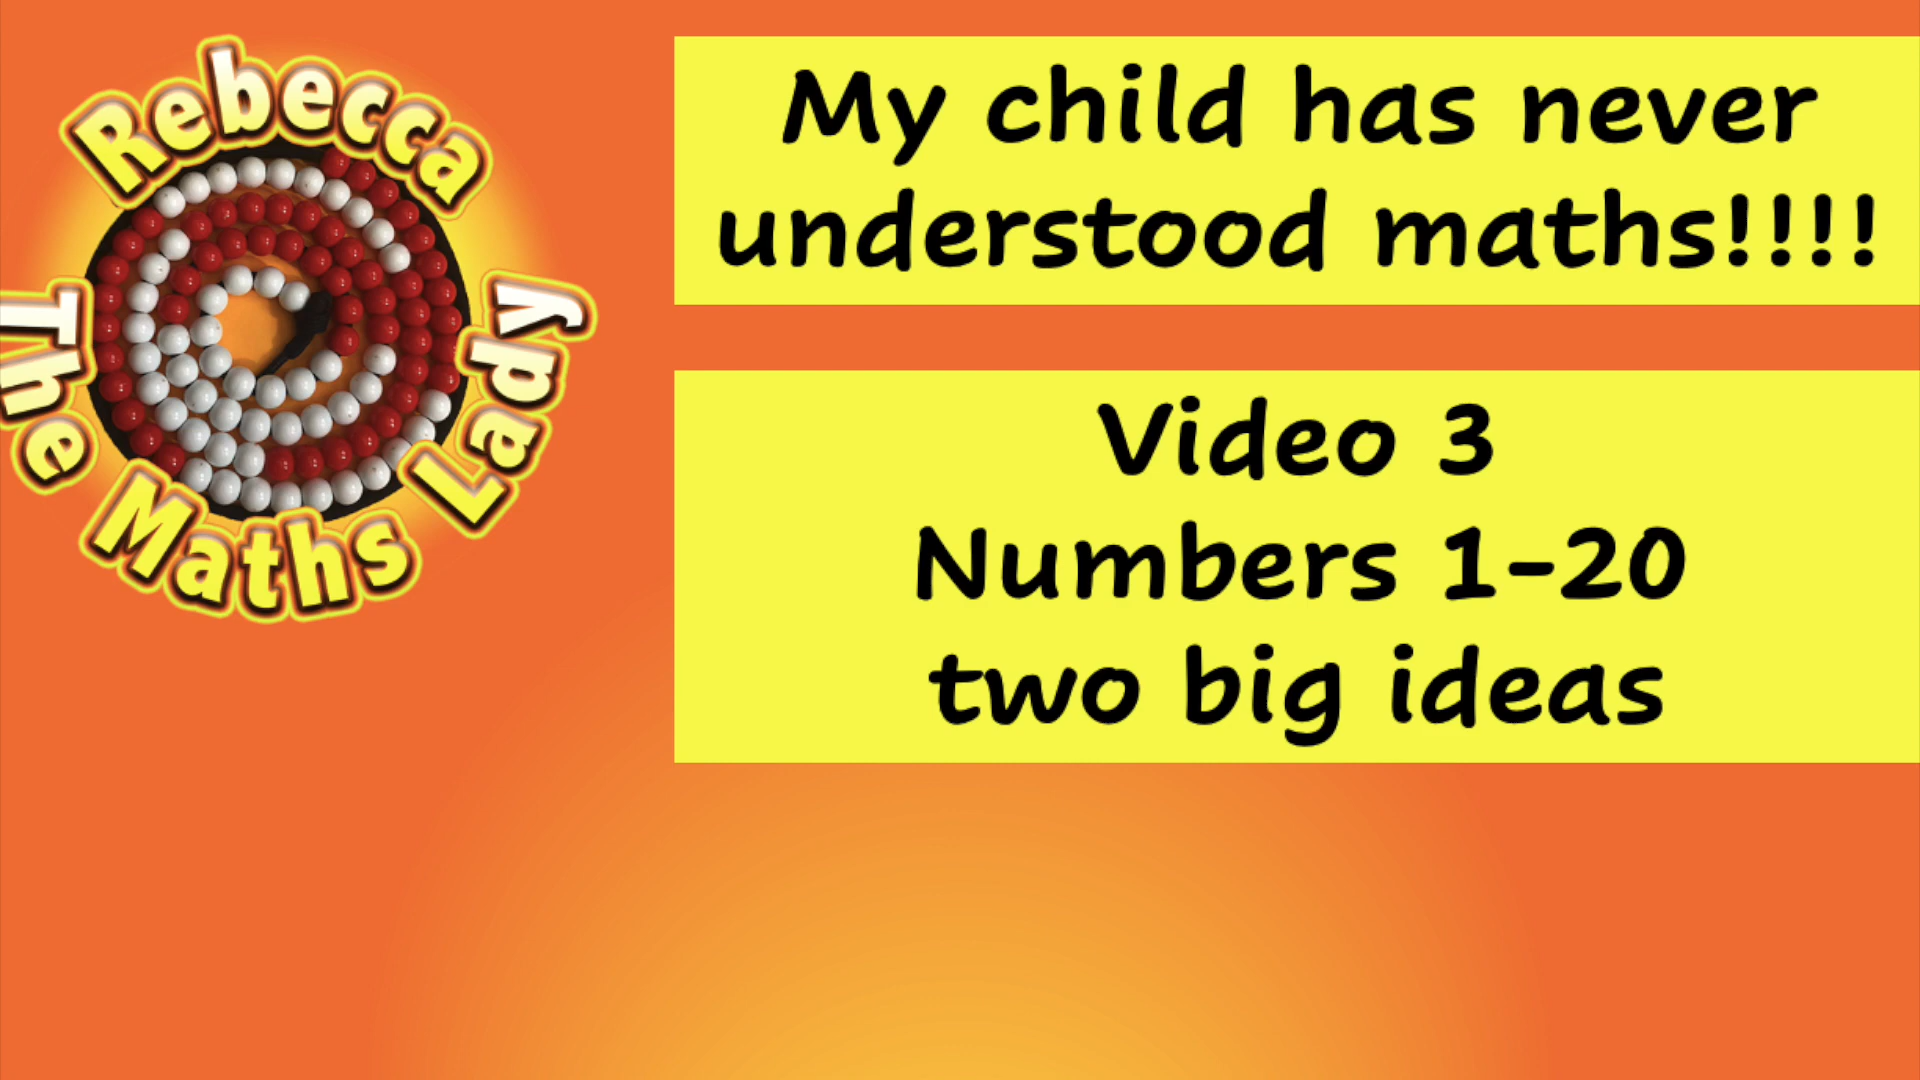 Rebecca
The Maths Lady
My child has never
understood maths!!!!
Video 3
Numbers 1-20
two big ideas